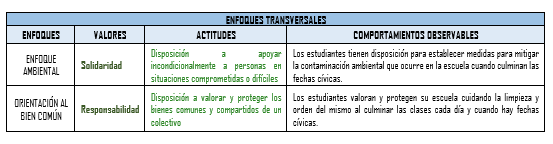 ENFOQUES TRANSVERSALES
ENFOQUES VALORES ACTITUDES COMPORTAMIENTOS OBSERVABLES
ENFOQUE
AMBIENTAL
Solidaridad
Disposición a apoyar
incondicionalmente a personas en
situaciones comprometidas o difíciles
Los estudiantes tienen disposición para establecer medidas para mitigar
la contaminación ambiental que ocurre en la escuela cuando culminan las
fechas cívicas.
ORIENTACIÓN AL
BIEN COMÚN
Responsabilidad
Disposición a valorar y proteger los
bienes comunes y compartidos de un
colectivo
Los estudiantes valoran y protegen su escuela cuidando la limpieza y
orden del mismo al culminar las clases cada día y cuando hay fechas
cívicas.